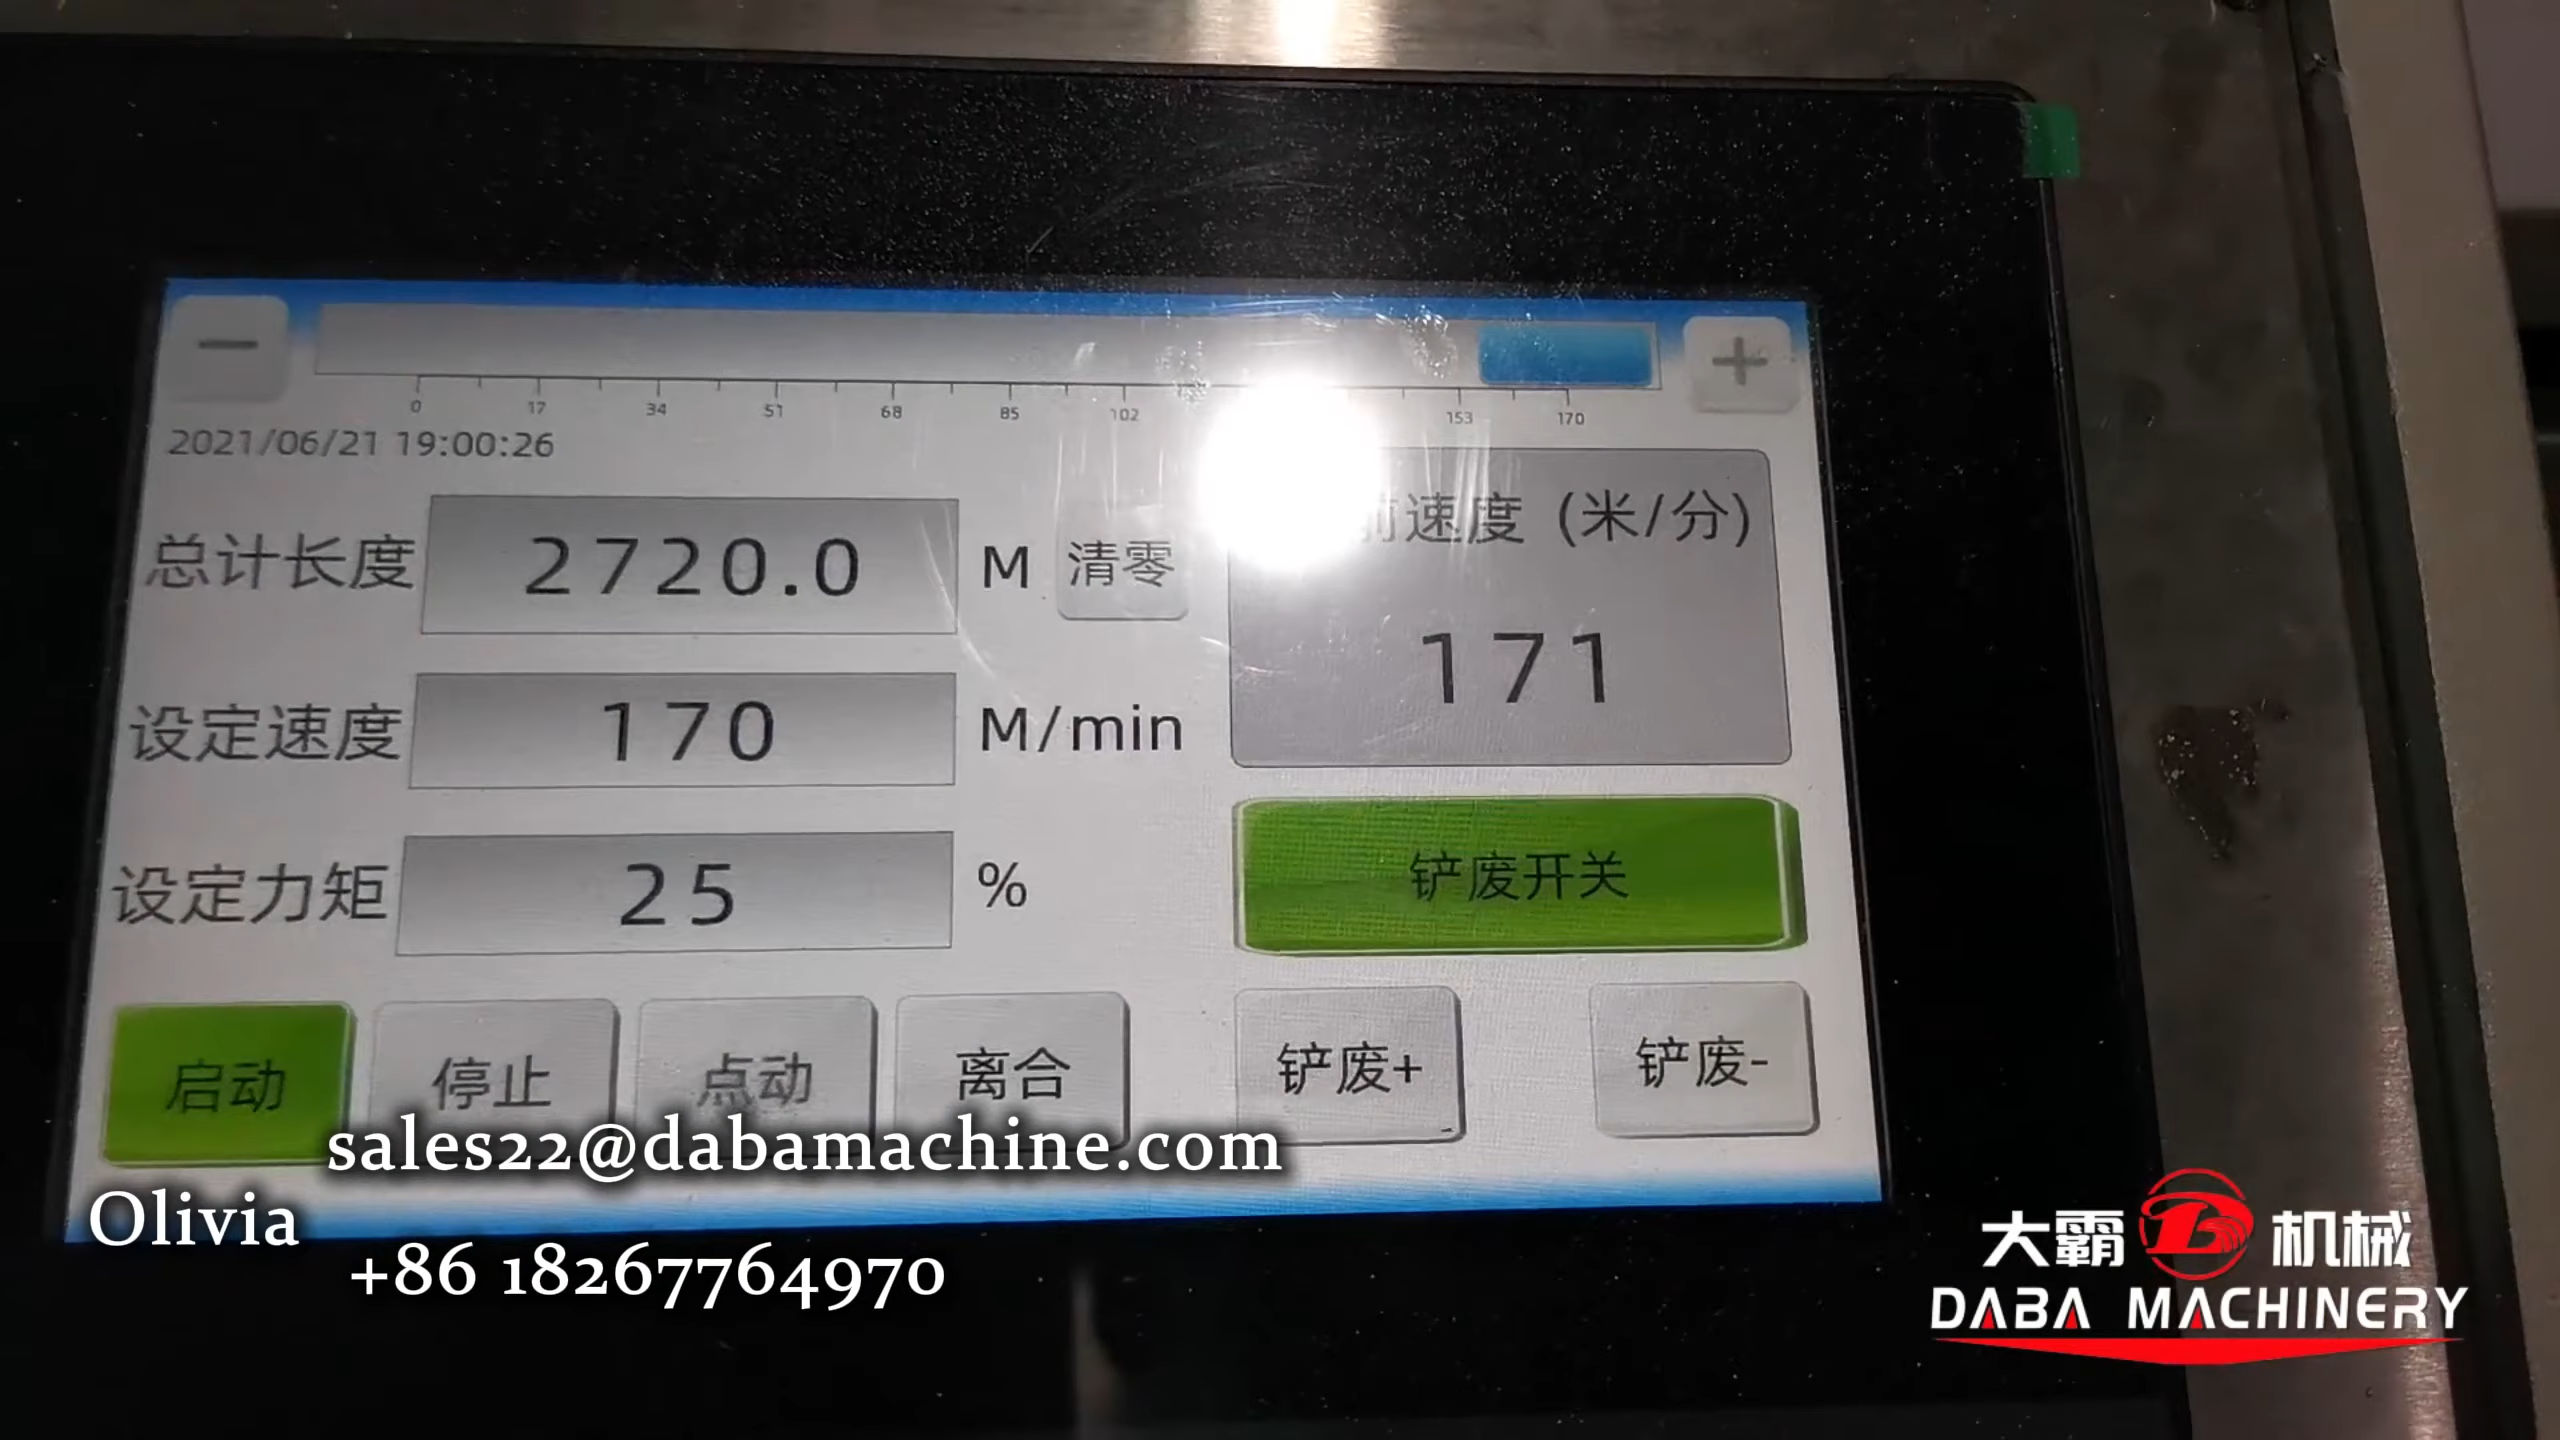 −
+
0 17 34 51 68 85 102 153 170
2021/06/21 19:00:26
总计长度 2720.0 M 清零
速度 (米/分)
171
设定速度 170 M/min
设定力矩 25 %
铲废开关
启动 停止 点动 离合 铲废+ 铲废-
sales22@dabamachine.com
Olivia
+86 18267764970
大霸 机械
DABA MACHINERY